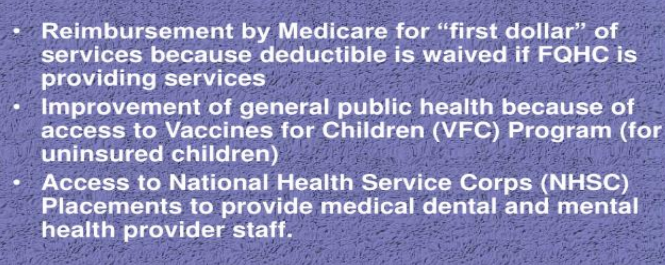 • Reimbursement by Medicare for “first dollar” of
services because deductible is waived if FQHC is
providing services
• Improvement of general public health because of
access to Vaccines for Children (VFC) Program (for
uninsured children)
• Access to National Health Service Corps (NHSC)
Placements to provide medical dental and mental
health provider staff.